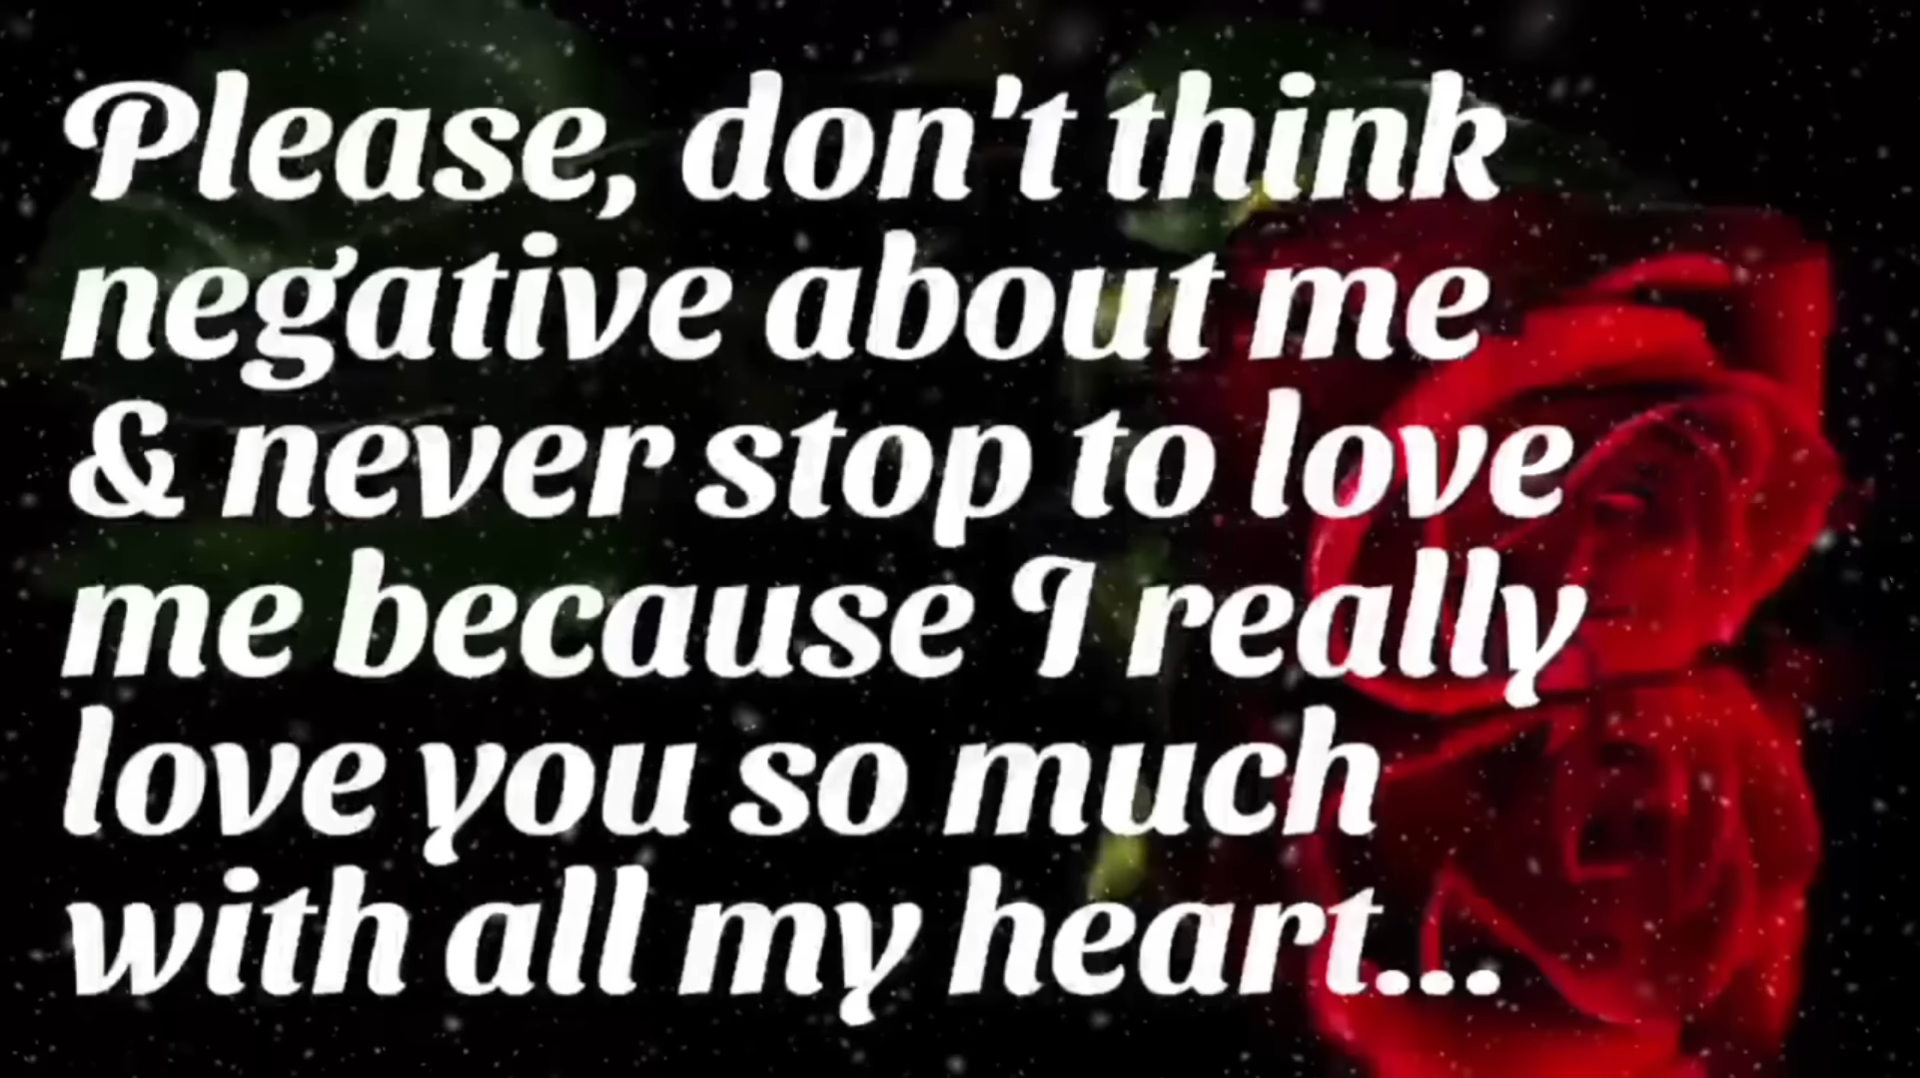 Please, don't think
negative about me
& never stop to love
me because I really
love you so much
with all my heart...